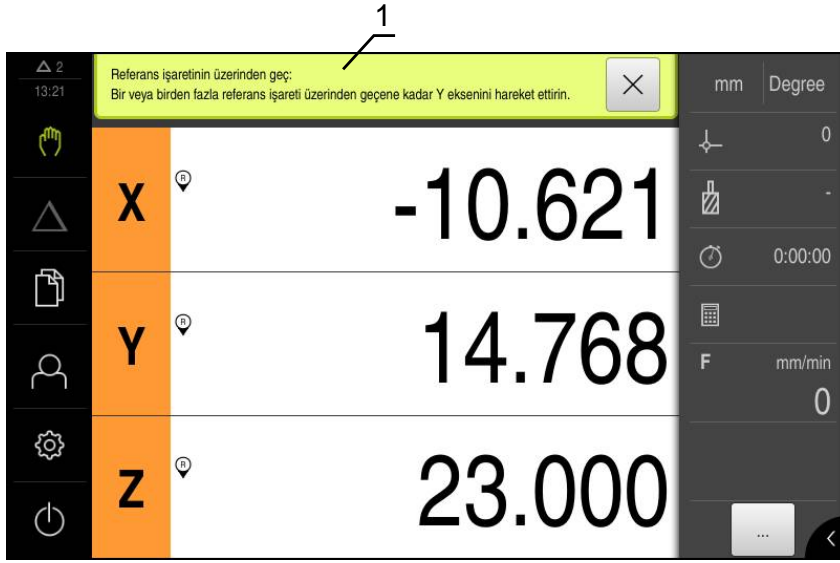 1
2
13:21
Referans işaretinin üzerinden geç:
Bir veya birden fazla referans işareti üzerinden geçene kadar Y eksenini hareket ettirin.
mm Degree
0
X R -10.621
-
0:00:00
Y R 14.768
F mm/min
0
Z R 23.000
...